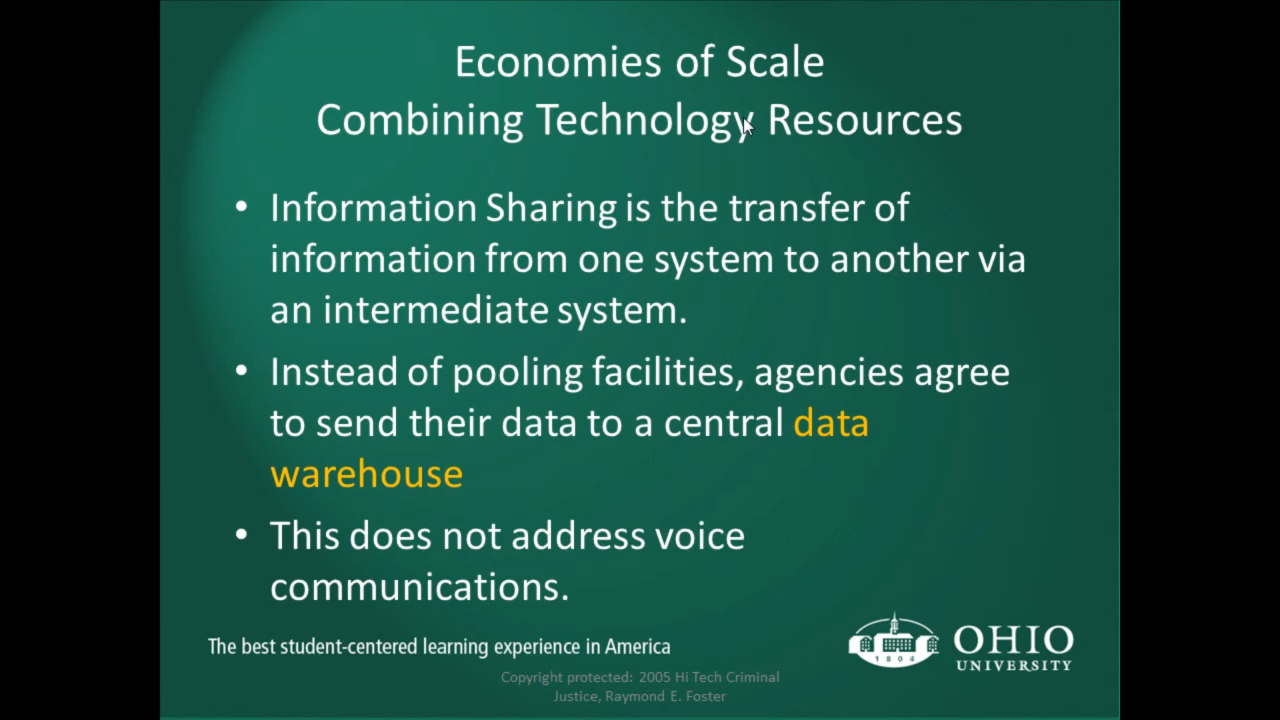 Economies of Scale
Combining Technology Resources
• Information Sharing is the transfer of
information from one system to another via
an intermediate system.
• Instead of pooling facilities, agencies agree
to send their data to a central data
warehouse
• This does not address voice
communications.
The best student-centered learning experience in America
1804
OHIO
UNIVERSITY
Copyright protected: 2005 Hi Tech Criminal
Justice, Raymond E. Foster